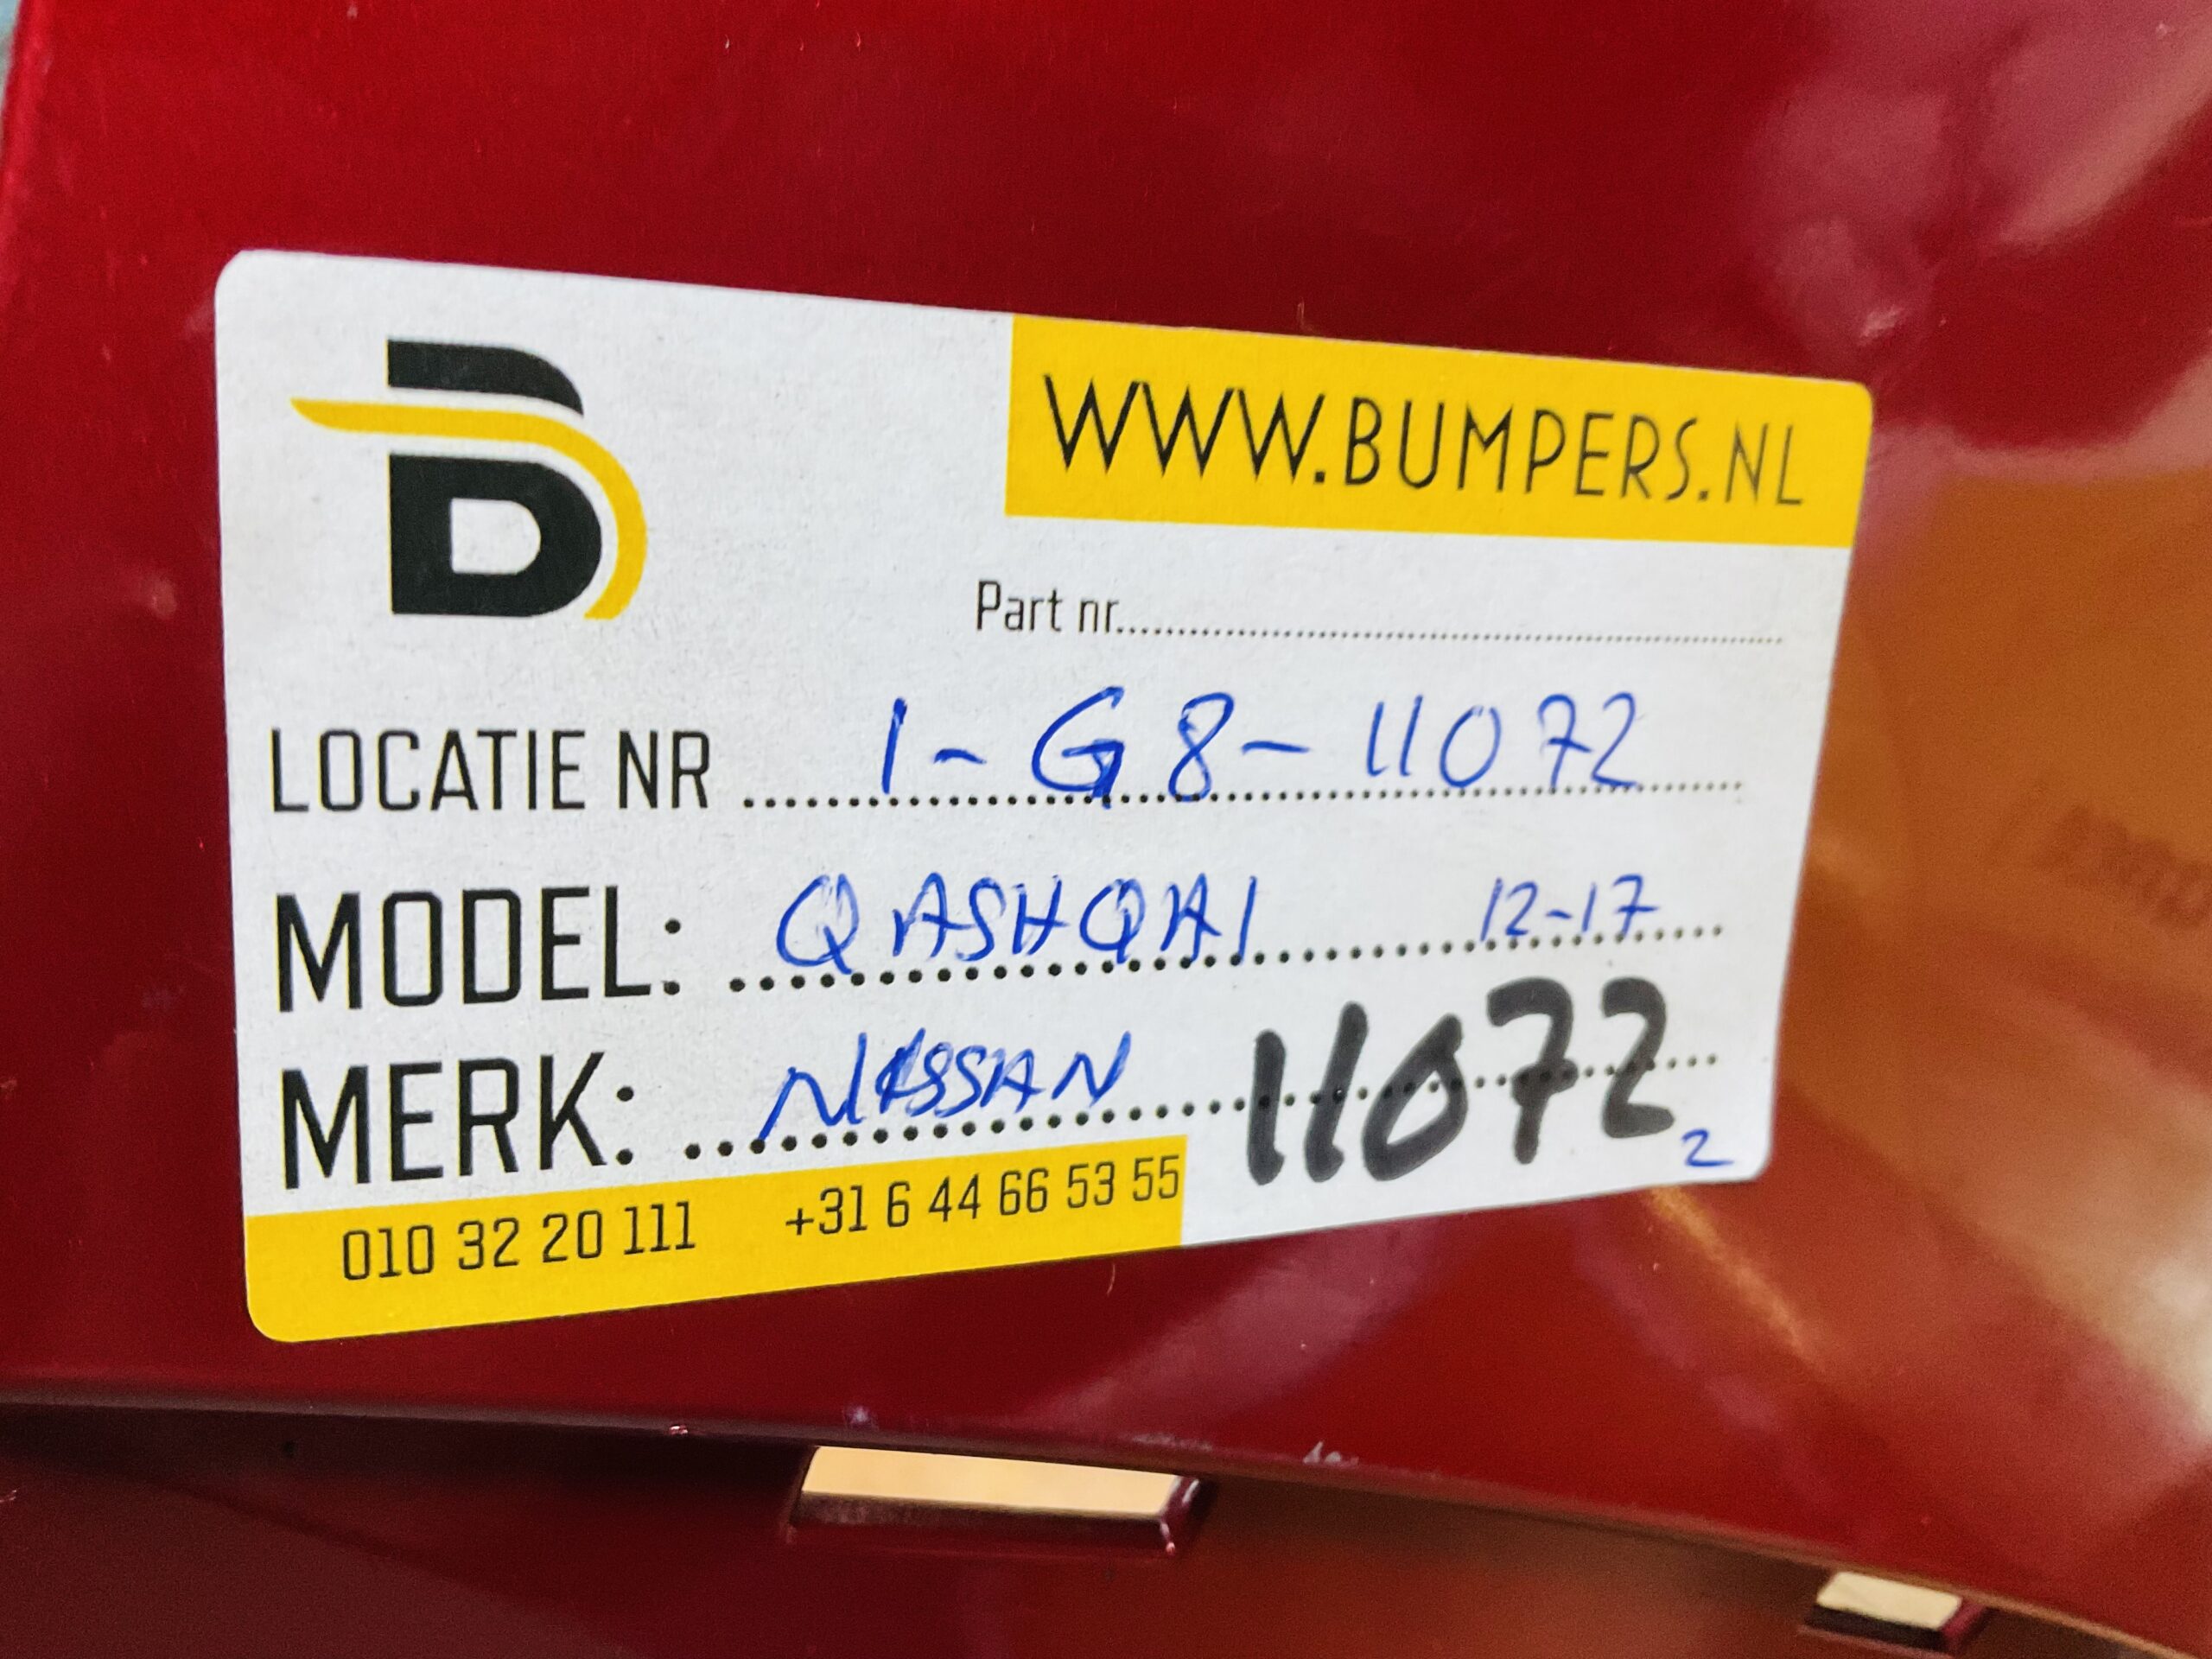 B
WWW.BUMPERS.NL
Part nr.......................................................
LOCATIE NR 1-G8-11072
MODEL: QASHQAI 12-17
MERK: NISSAN 11072
2
010 32 20 111 +31 6 44 66 53 55